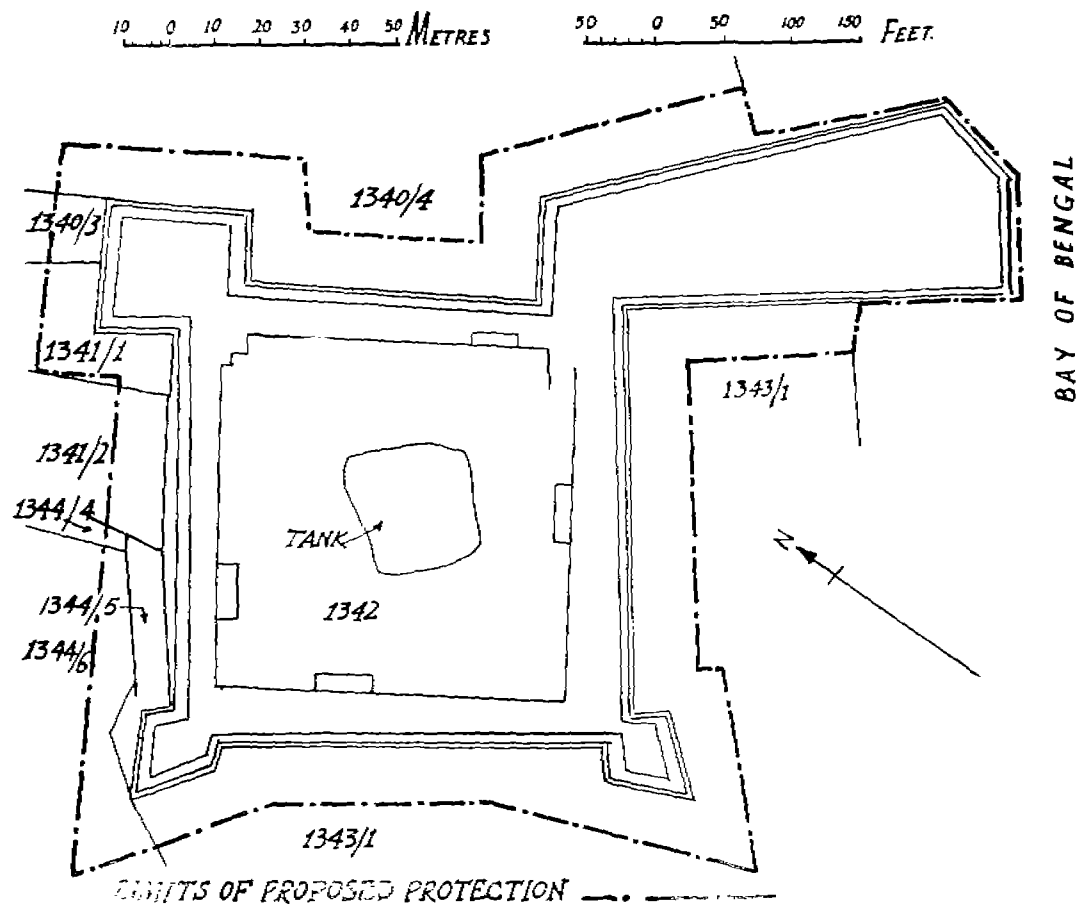 10 0 10 20 30 40 50 METRES
50 0 50 100 150 FEET.
1340/4
1340/3
BAY OF BENGAL
1341/1
1343/1
1341/2
1344/4
TANK
N
1344/5
1342
1344/6
1343/1
LIMITS OF PROPOSED PROTECTION